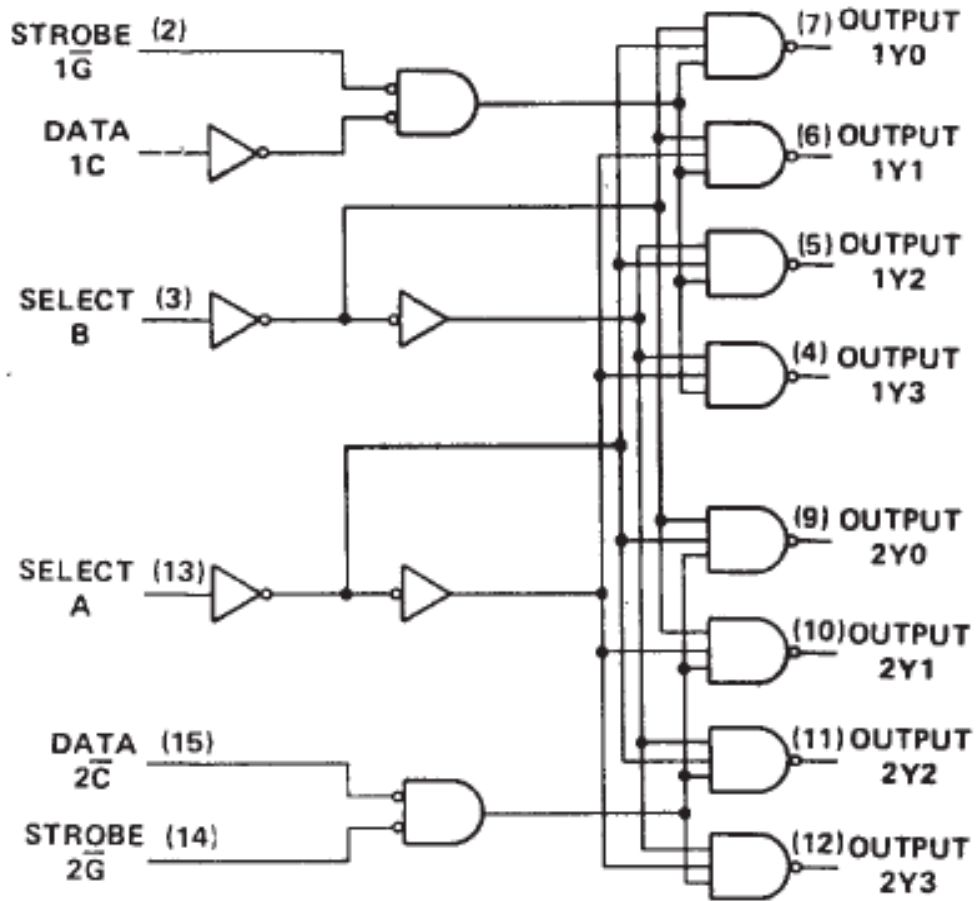 STROBE (2)
1G̅
DATA
1C
SELECT (3)
B
SELECT (13)
A
DATA (15)
2C̅
STROBE (14)
2G̅
(7) OUTPUT
1Y0
(6) OUTPUT
1Y1
(5) OUTPUT
1Y2
(4) OUTPUT
1Y3
(9) OUTPUT
2Y0
(10) OUTPUT
2Y1
(11) OUTPUT
2Y2
(12) OUTPUT
2Y3